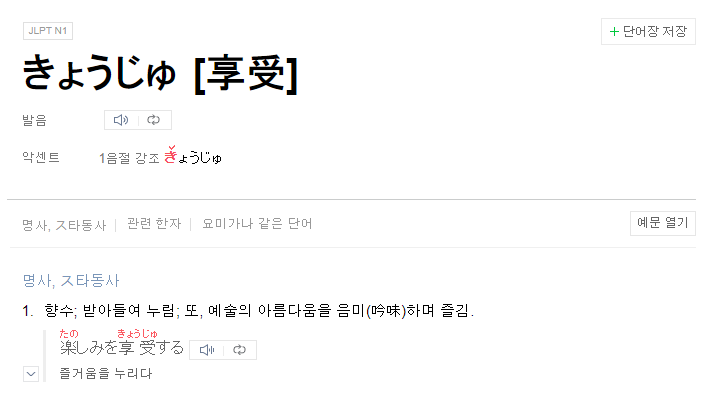 JLPT N1
+ 단어장 저장
きょうじゅ [享受]
발음
악센트 1음절 강조 きょうじゅ
명사, ス타동사 관련 한자 요미가나 같은 단어 예문 열기
명사, ス타동사
1. 향수; 받아들여 누림; 또, 예술의 아름다움을 음미(吟味)하며 즐김.
たの きょうじゅ
楽しみを享受する
즐거움을 누리다